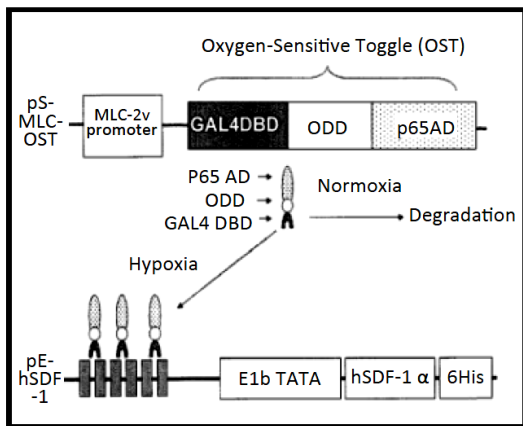 Oxygen-Sensitive Toggle (OST)
pS-
MLC-
OST
MLC-2v
promoter
GAL4DBD
ODD
p65AD
P65 AD
ODD
GAL4 DBD
Normoxia
Degradation
Hypoxia
pE-
hSDF
-1
E1b TATA
hSDF-1 α
6His